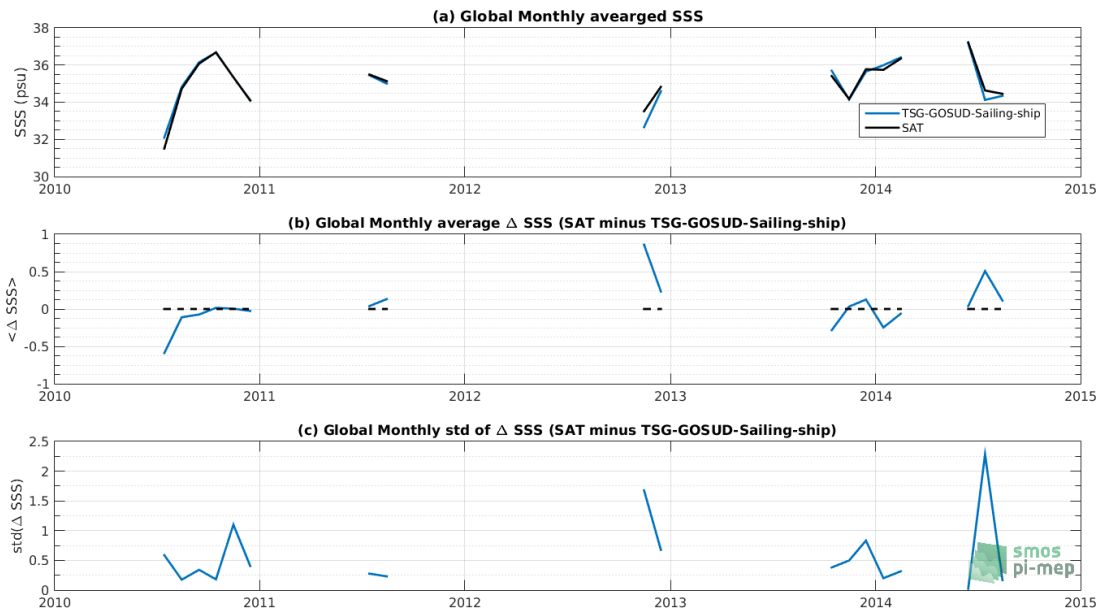 (a) Global Monthly avearged SSS
SSS (psu)
38
36
34
32
30
TSG-GOSUD-Sailing-ship
SAT
2010 2011 2012 2013 2014 2015
(b) Global Monthly average Δ SSS (SAT minus TSG-GOSUD-Sailing-ship)
<Δ SSS>
1
0.5
0
-0.5
-1
2010 2011 2012 2013 2014 2015
(c) Global Monthly std of Δ SSS (SAT minus TSG-GOSUD-Sailing-ship)
std(Δ SSS)
2.5
2
1.5
1
0.5
0
smos
pi-mep
2010 2011 2012 2013 2014 2015